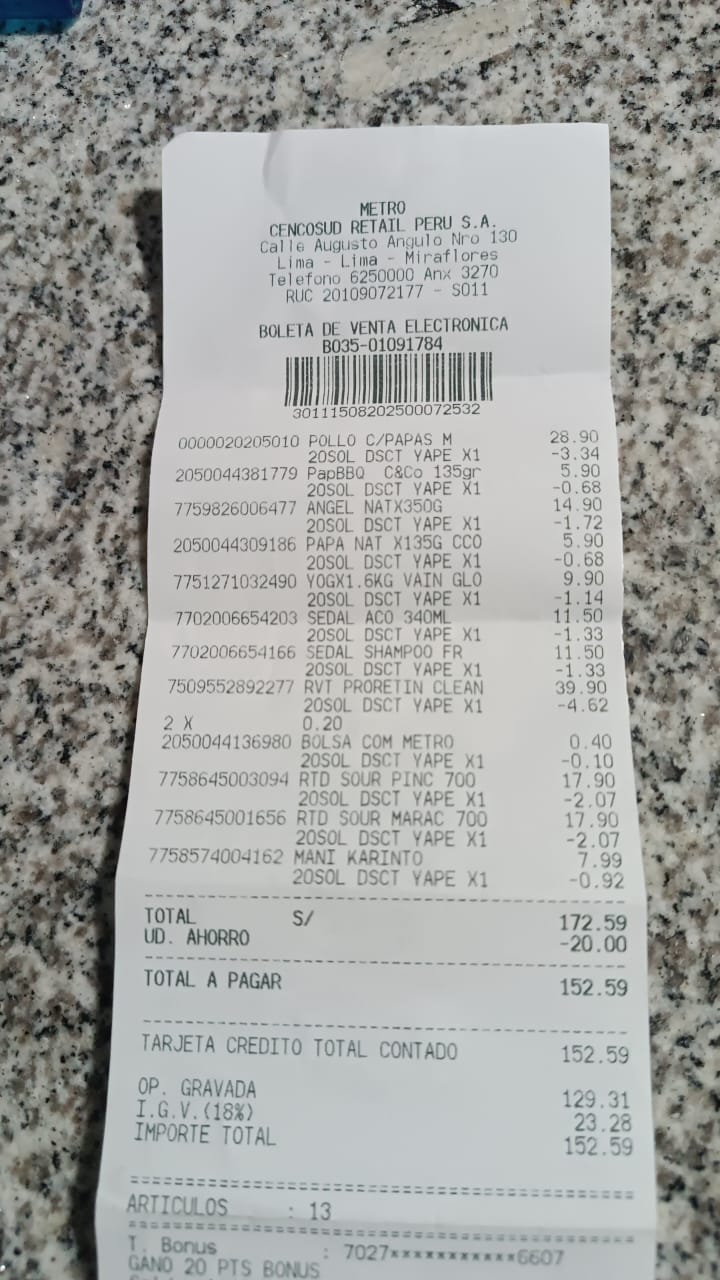 METRO
CENCOSUD RETAIL PERU S.A.
Calle Augusto Angulo Nro 130
Lima - Lima - Miraflores
Telefono 6250000 Anx 3270
RUC 20109072177 - S011
BOLETA DE VENTA ELECTRONICA
B035-01091784
30111508202500072532
0000020205010 POLLO C/PAPAS M 28.90
20SOL DSCT YAPE X1 -3.34
2050044381779 PapBBQ C&Co 135gr 5.90
20SOL DSCT YAPE X1 -0.68
7759826006477 ANGEL NATX350G 14.90
20SOL DSCT YAPE X1 -1.72
2050044309186 PAPA NAT X135G CCO 5.90
20SOL DSCT YAPE X1 -0.68
7751271032490 YOGX1.6KG VAIN GLO 9.90
20SOL DSCT YAPE X1 -1.14
7702006654203 SEDAL ACO 340ML 11.50
20SOL DSCT YAPE X1 -1.33
7702006654166 SEDAL SHAMPOO FR 11.50
20SOL DSCT YAPE X1 -1.33
7509552892277 RVT PRORETIN CLEAN 39.90
20SOL DSCT YAPE X1 -4.62
2 X 0.20
2050044136980 BOLSA COM METRO 0.40
20SOL DSCT YAPE X1 -0.10
7758645003094 RTD SOUR PINC 700 17.90
20SOL DSCT YAPE X1 -2.07
7758645001656 RTD SOUR MARAC 700 17.90
20SOL DSCT YAPE X1 -2.07
7758574004162 MANI KARINTO 7.99
20SOL DSCT YAPE X1 -0.92
TOTAL S/ 172.59
UD. AHORRO -20.00
TOTAL A PAGAR 152.59
TARJETA CREDITO TOTAL CONTADO 152.59
OP. GRAVADA 129.31
I.G.V.(18%) 23.28
IMPORTE TOTAL 152.59
ARTICULOS : 13
T. Bonus : 7027xxxxxxxxxxx6607
GANO 20 PTS BONUS